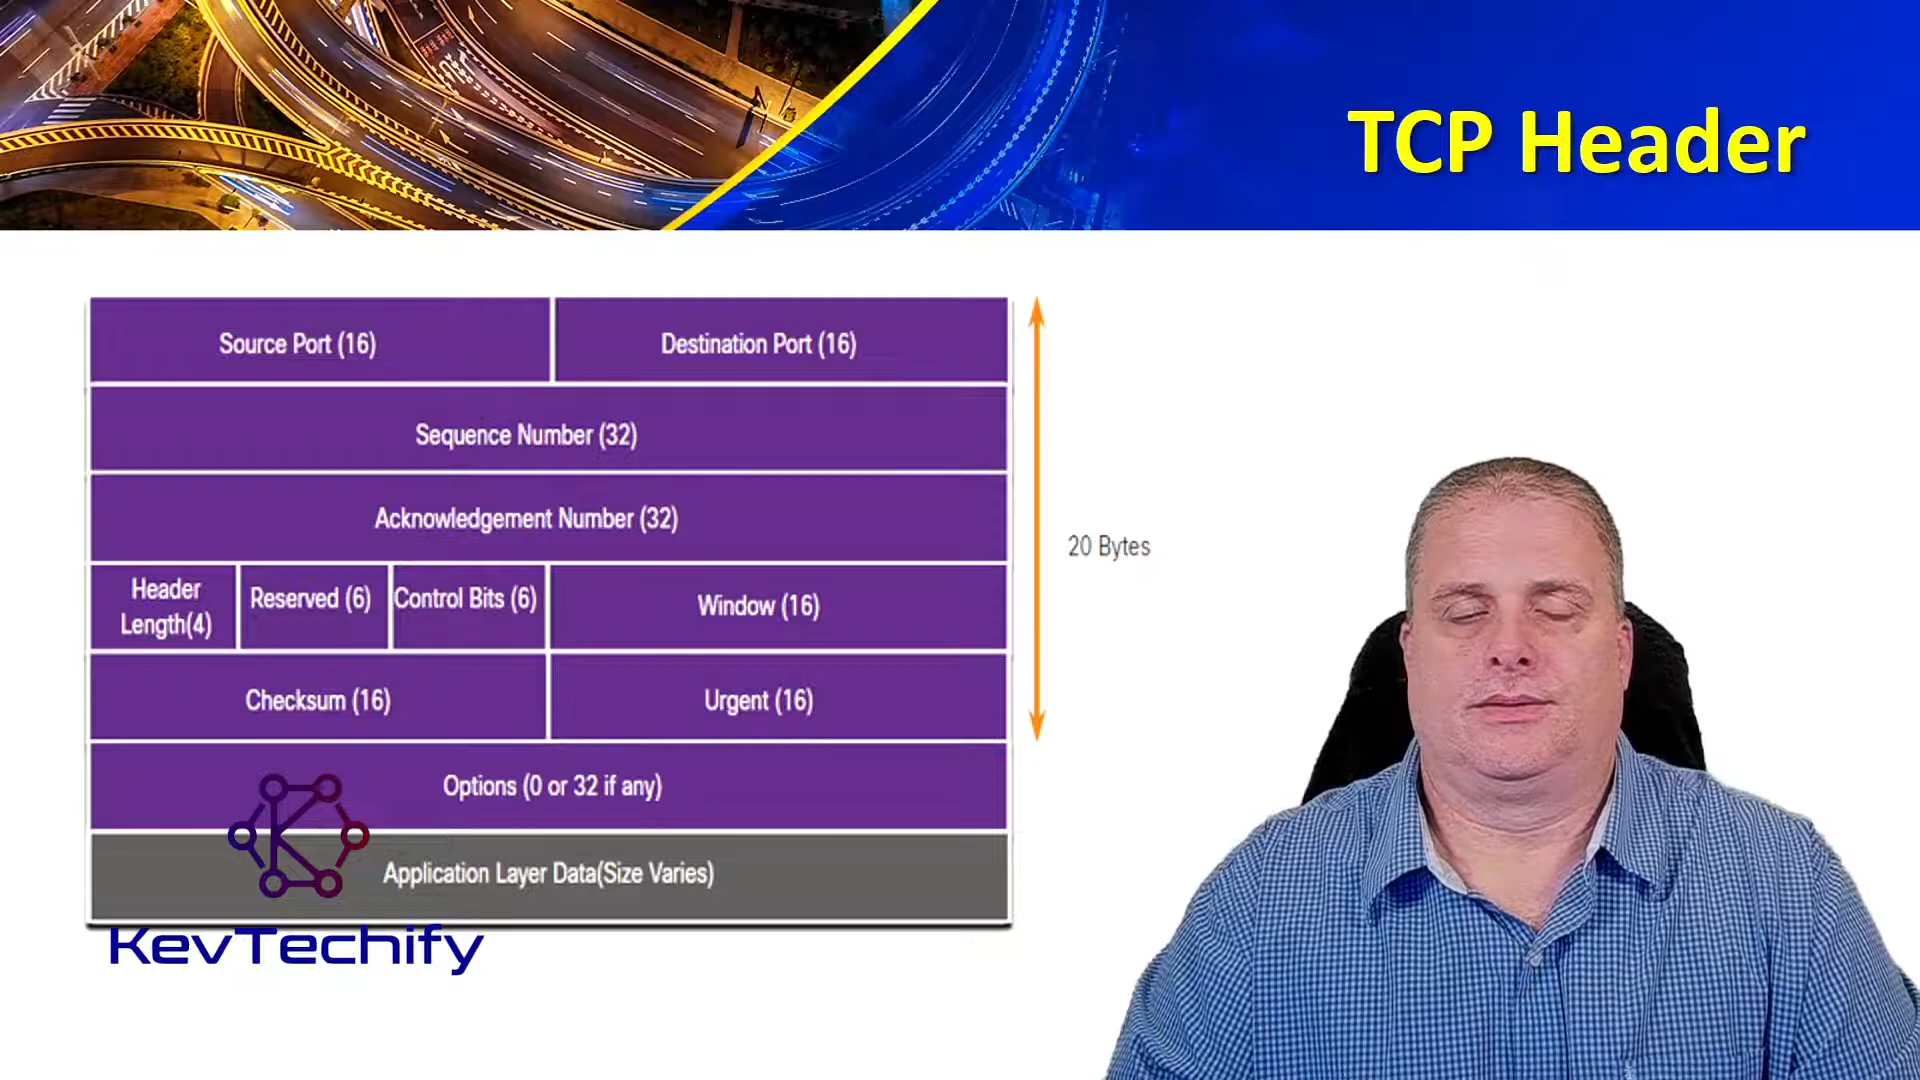 TCP Header
Source Port (16)
Destination Port (16)
Sequence Number (32)
Acknowledgement Number (32)
20 Bytes
Header
Length(4)
Reserved (6)
Control Bits (6)
Window (16)
Checksum (16)
Urgent (16)
Options (0 or 32 if any)
Application Layer Data(Size Varies)
KevTechify